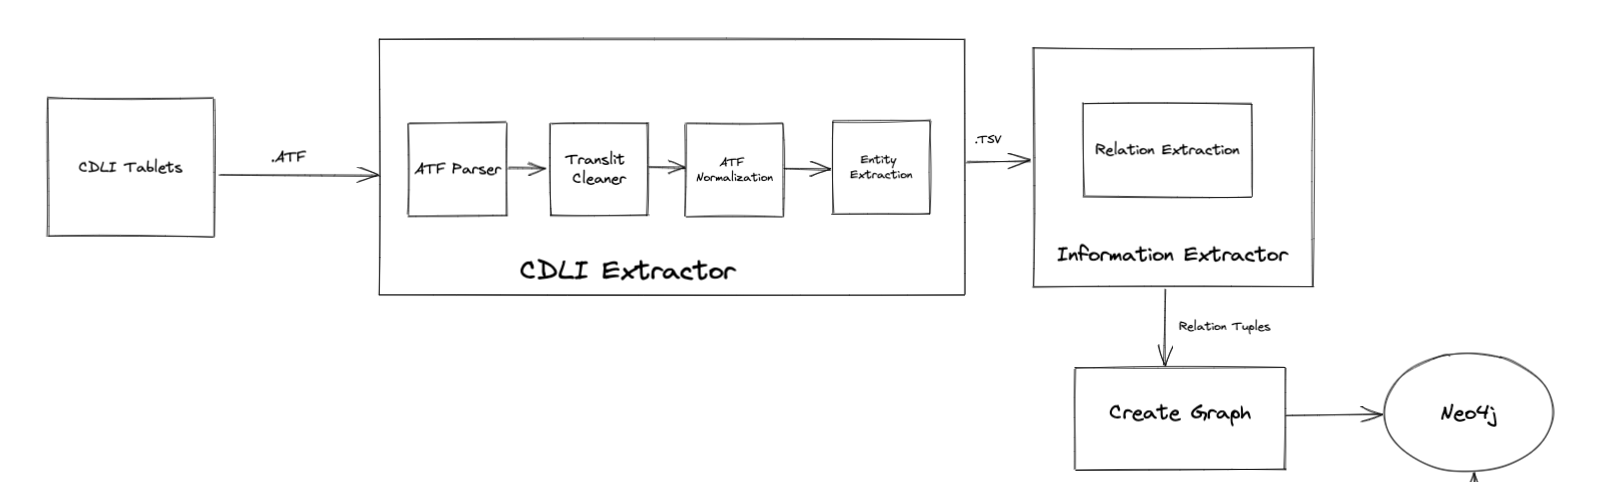 CDLI Tablets
.ATF
ATF Parser
Translit
Cleaner
ATF
Normalization
Entity
Extraction
CDLI Extractor
.TSV
Relation Extraction
Information Extractor
Relation Tuples
Create Graph
Neo4j